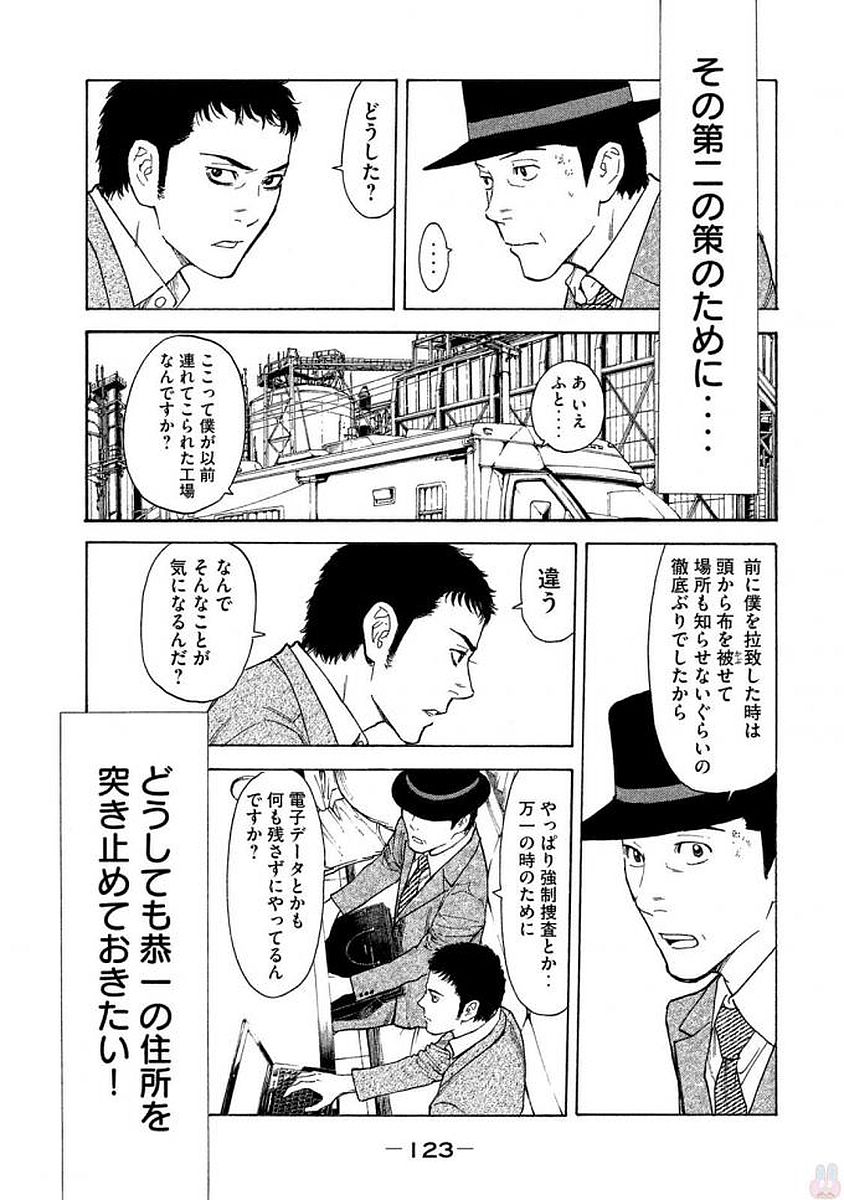 その第二の策のために‥‥
‥‥
どうした?
あ いえ
ふと‥‥
ここって僕が以前
連れてこられた工場
なんですか?
前に僕を拉致した時は
頭から布を被せて
かぶ
場所も知らせないぐらいの
徹底ぶりでしたから
違う
なんで
そんなことが
気になるんだ?
やっぱり強制捜査とか‥
万一の時のために
電子データとかも
何も残さずにやってるん
ですか?
どうしても恭一の住所を
突き止めておきたい!
—123—